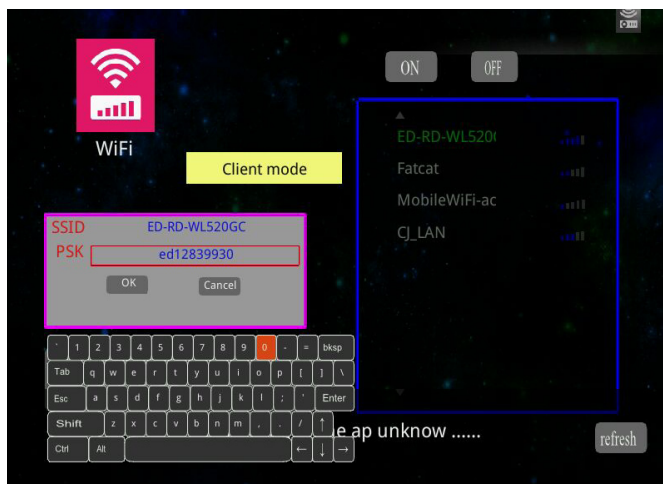 ON OFF
WiFi
Client mode
ED-RD-WL520
Fatcat
MobileWiFi-ac
CJ_LAN
SSID ED-RD-WL520GC
PSK ed12839930
OK Cancel
` 1 2 3 4 5 6 7 8 9 0 - = bksp
Tab q w e r t y u i o p [ ] \
Esc a s d f g h j k l ; ' Enter
Shift z x c v b n m , . / ↑
Ctrl Alt ← ↓ →
e ap unknow ......
refresh